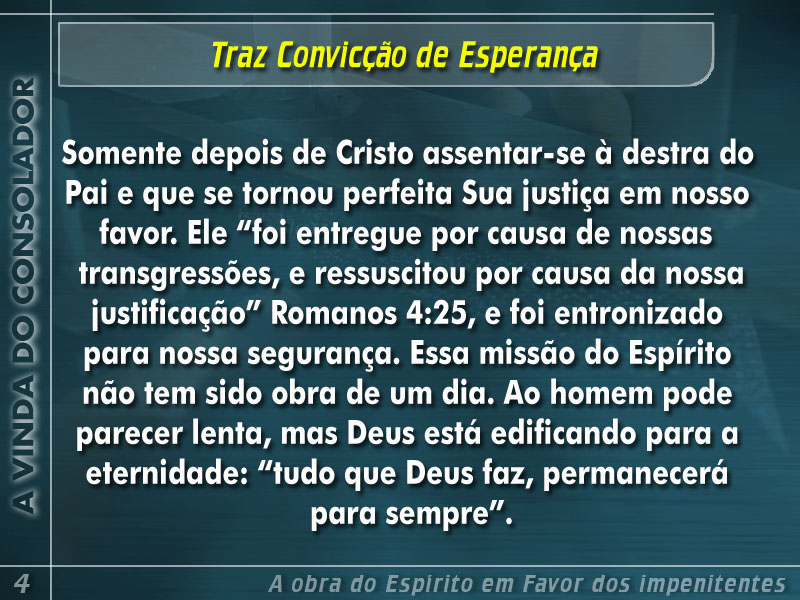 Traz Convicção de Esperança
A VINDA DO CONSOLADOR
Somente depois de Cristo assentar-se à destra do
Pai e que se tornou perfeita Sua justiça em nosso
favor. Ele “foi entregue por causa de nossas
transgressões, e ressuscitou por causa da nossa
justificação” Romanos 4:25, e foi entronizado
para nossa segurança. Essa missão do Espírito
não tem sido obra de um dia. Ao homem pode
parecer lenta, mas Deus está edificando para a
eternidade: “tudo que Deus faz, permanecerá
para sempre”.
4
A obra do Espírito em Favor dos impenitentes